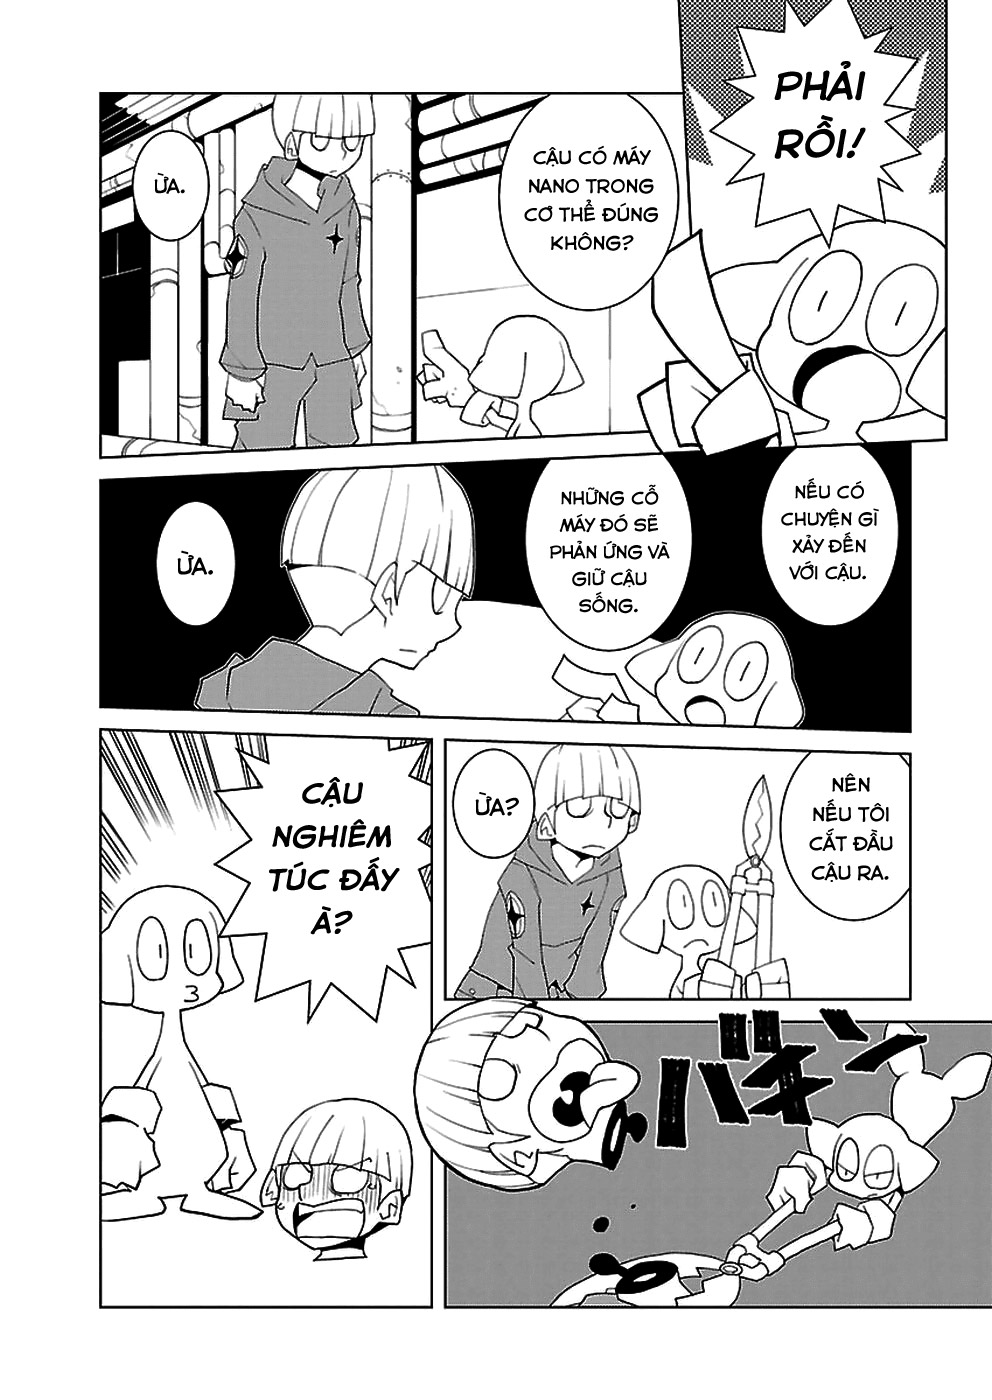 PHẢI
RỒI!
CẬU CÓ MÁY
NANO TRONG
CƠ THỂ ĐÚNG
KHÔNG?
ỪA.
NẾU CÓ
CHUYỆN GÌ
XẢY ĐẾN
VỚI CẬU.
NHỮNG CỖ
MÁY ĐÓ SẼ
PHẢN ỨNG VÀ
GIỮ CẬU
SỐNG.
ỪA.
NÊN
NẾU TÔI
CẮT ĐẦU
CẬU RA.
ỪA?
バキン
CẬU
NGHIÊM
TÚC ĐẤY
À?